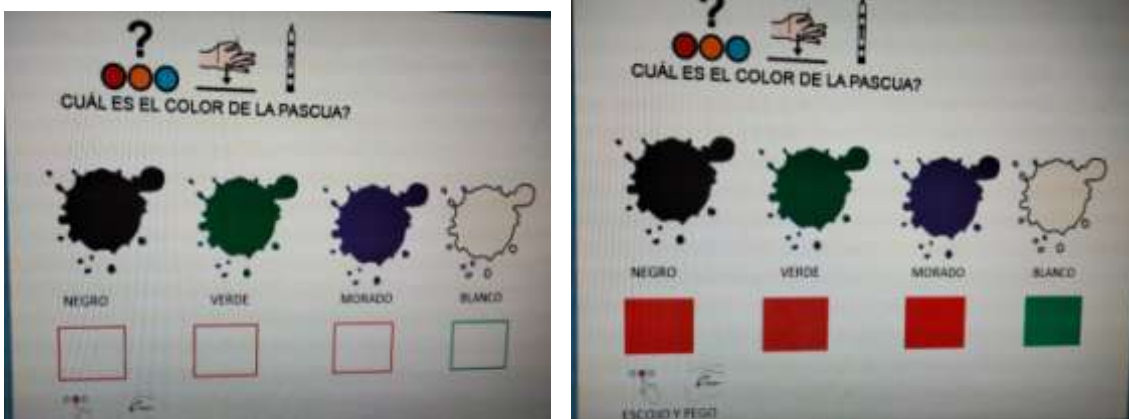 ?
CUÁL ES EL COLOR DE LA PASCUA?
NEGRO VERDE MORADO BLANCO
?
CUÁL ES EL COLOR DE LA PASCUA?
NEGRO VERDE MORADO BLANCO
ESCOJO Y PEGO